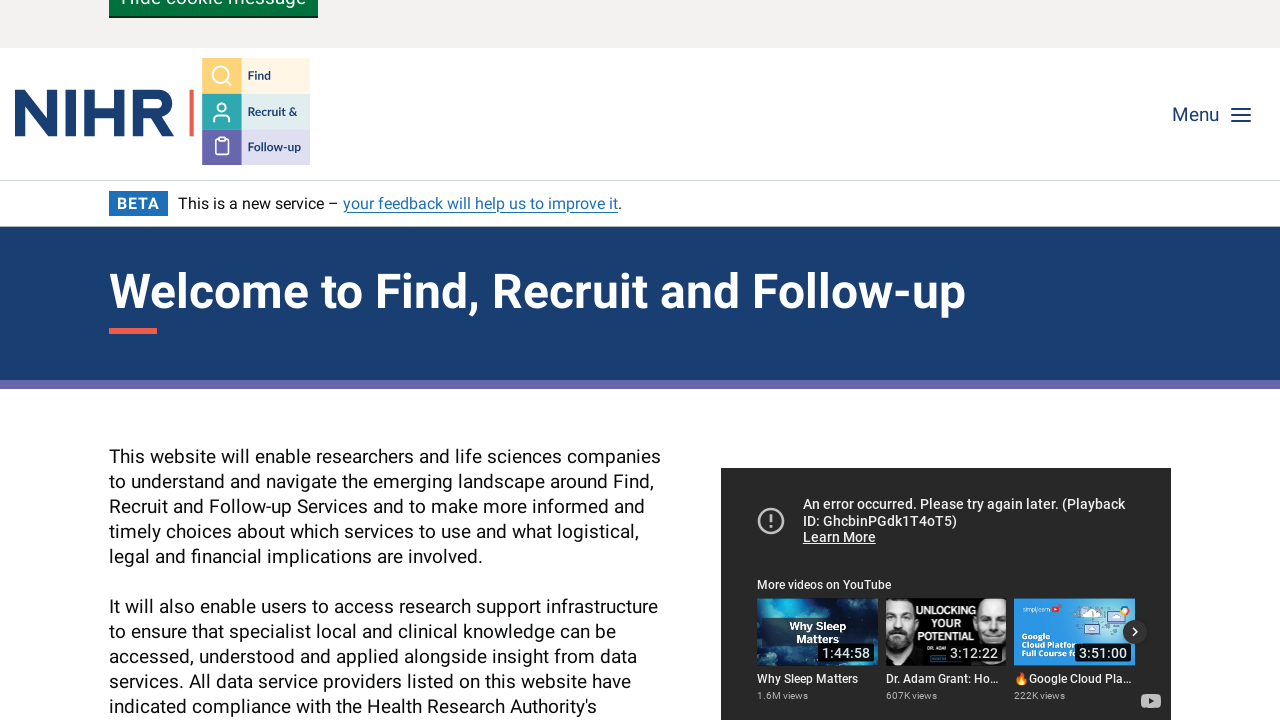 Hide cookie message
NIHR
Find
Recruit &
Follow-up
Menu
BETA This is a new service – your feedback will help us to improve it.
Welcome to Find, Recruit and Follow-up
This website will enable researchers and life sciences companies
to understand and navigate the emerging landscape around Find,
Recruit and Follow-up Services and to make more informed and
timely choices about which services to use and what logistical,
legal and financial implications are involved.
It will also enable users to access research support infrastructure
to ensure that specialist local and clinical knowledge can be
accessed, understood and applied alongside insight from data
services. All data service providers listed on this website have
indicated compliance with the Health Research Authority's
An error occurred. Please try again later. (Playback
ID: GhcbinPGdk1T4oT5)
Learn More
More videos on YouTube
Why Sleep
Matters
1:44:58
UNLOCKING
YOUR
POTENTIAL
3:12:22
simplilearn
Google
Cloud Platfor
Full Course fo
3:51:00
Why Sleep Matters
1.6M views
Dr. Adam Grant: Ho...
607K views
🔥Google Cloud Pla...
222K views